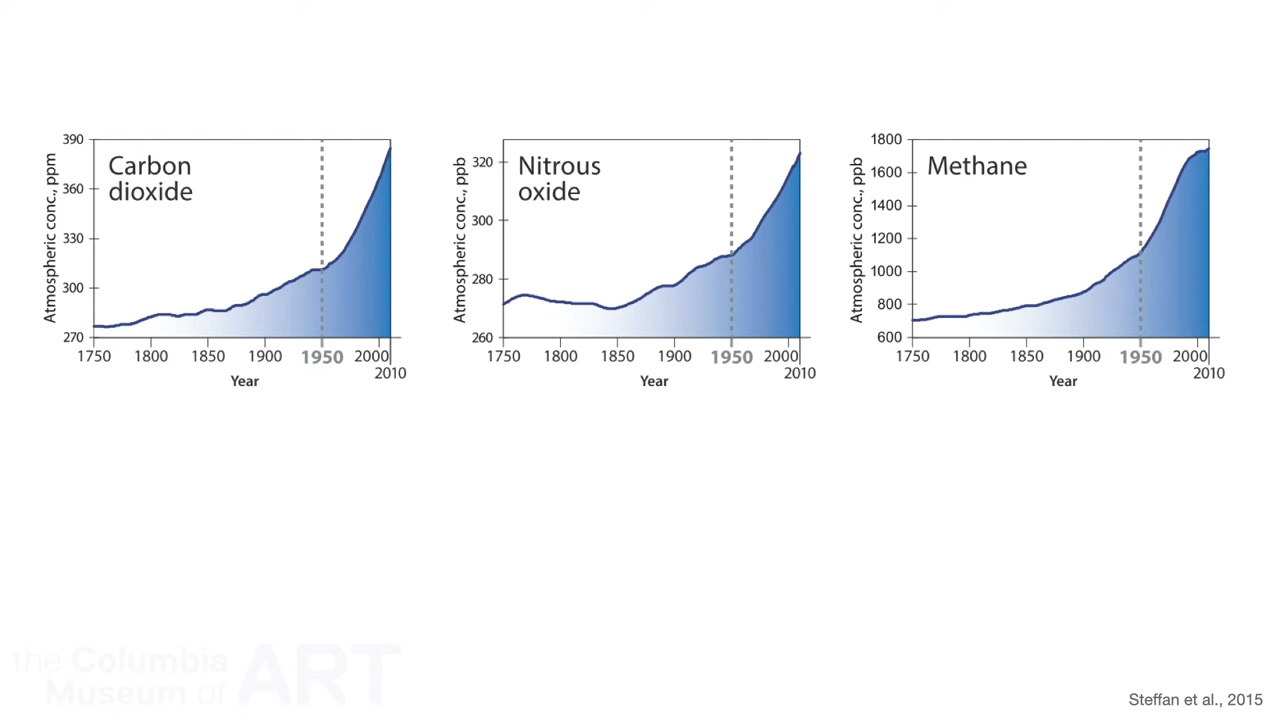 390
360
330
300
270
Atmospheric conc., ppm
Carbon
dioxide
1750 1800 1850 1900 1950 2000
2010
Year
320
300
280
260
Atmospheric conc., ppb
Nitrous
oxide
1750 1800 1850 1900 1950 2000
2010
Year
1800
1600
1400
1200
1000
800
600
Atmospheric conc., ppb
Methane
1750 1800 1850 1900 1950 2000
2010
Year
the Columbia
Museum of ART
Steffan et al., 2015